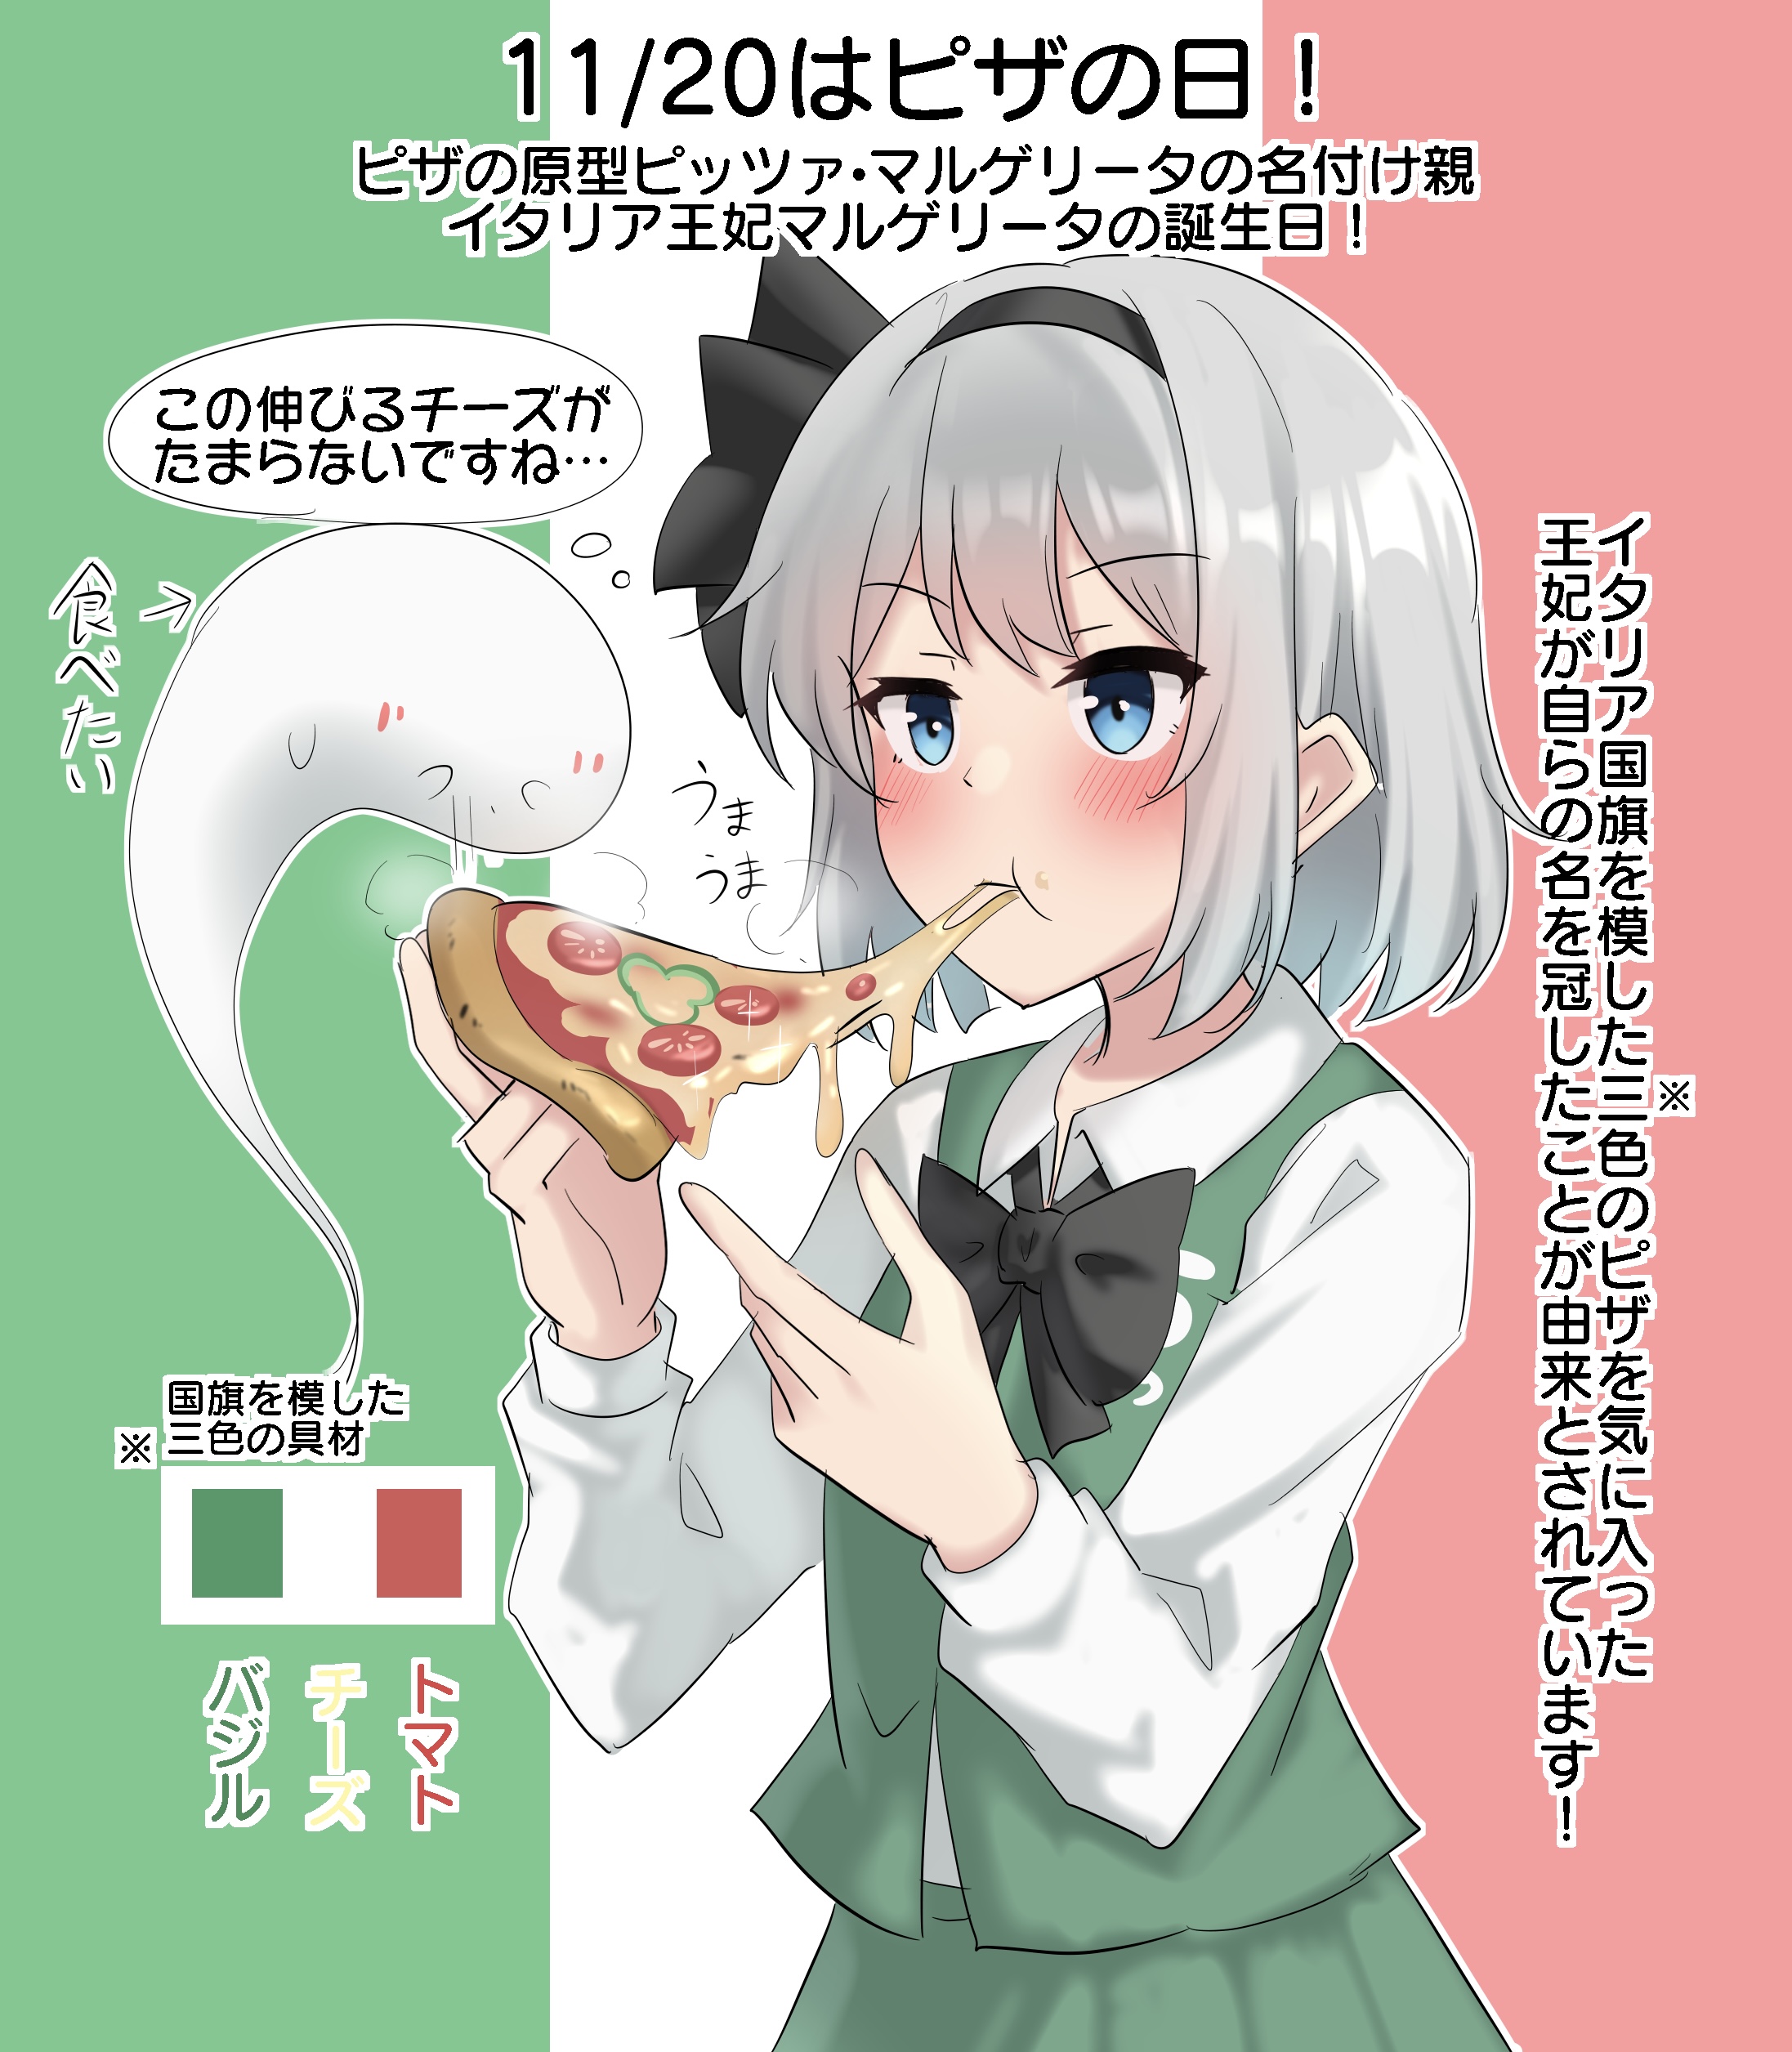 11/20はピザの日！
ピザの原型ピッツァ・マルゲリータの名付け親
イタリア王妃マルゲリータの誕生日！
この伸びるチーズが
たまらないですね…
食べたい
うま
うま
イタリア国旗を模した三色のピザを気に入った
※
王妃が自らの名を冠したことが由来とされています！
国旗を模した
※三色の具材
バジル
チーズ
トマト